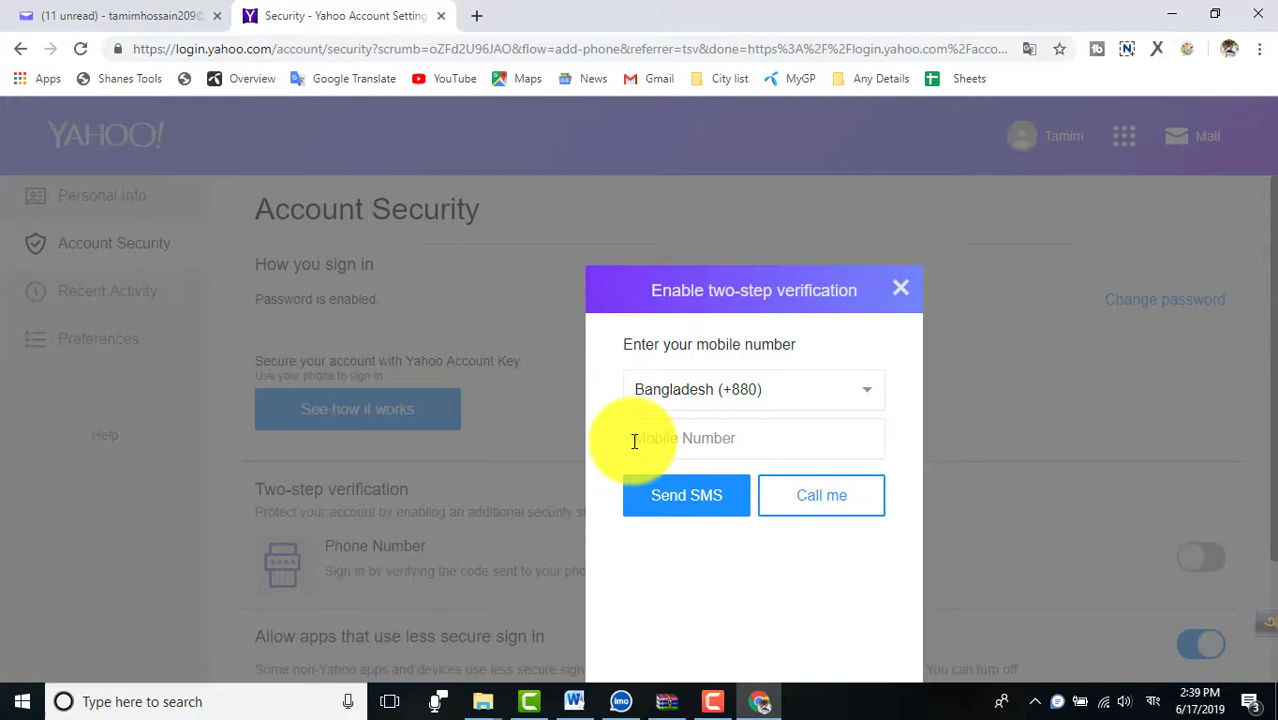 (11 unread) - tamimhossain209@
Security - Yahoo Account Setting
https://login.yahoo.com/account/security?scrumb=oZFd2U96JAO&flow=add-phone&referrer=tsv&done=https%3A%2F%2Flogin.yahoo.com%2Facco...
Apps Shanes Tools Overview Google Translate YouTube Maps News Gmail City list MyGP Any Details Sheets
YAHOO!
Tamim
Mail
Personal Info
Account Security
Recent Activity
Preferences
Help
Account Security
How you sign in
Password is enabled.
Change password
Secure your account with Yahoo Account Key
Use your phone to sign in
See how it works
Two-step verification
Protect your account by enabling an additional security s
Phone Number
Sign in by verifying the code sent to your pho
Allow apps that use less secure sign in
Some non-Yahoo apps and devices use less secure sign
You can turn off
Enable two-step verification
Enter your mobile number
Bangladesh (+880)
Mobile Number
Send SMS
Call me
Type here to search
imo
বাং
2:39 PM
6/17/2019
3